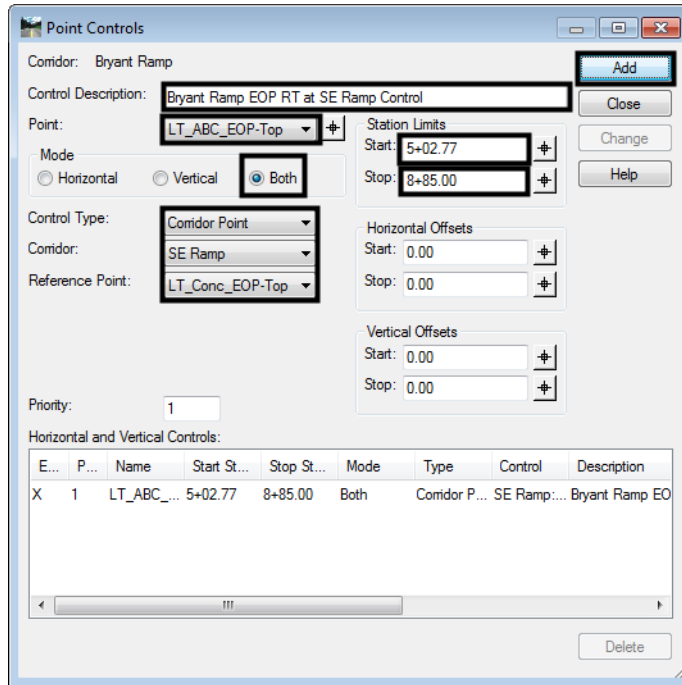 Point Controls
Corridor: Bryant Ramp
Add
Control Description: Bryant Ramp EOP RT at SE Ramp Control
Close
Point: LT_ABC_EOP-Top
Station Limits
Change
Start: 5+02.77
Mode
Horizontal Vertical Both
Stop: 8+85.00
Help
Control Type: Corridor Point
Horizontal Offsets
Corridor: SE Ramp
Start: 0.00
Reference Point: LT_Conc_EOP-Top
Stop: 0.00
Vertical Offsets
Start: 0.00
Stop: 0.00
Priority: 1
Horizontal and Vertical Controls:
E... P... Name Start St... Stop St... Mode Type Control Description
X 1 LT_ABC_... 5+02.77 8+85.00 Both Corridor P... SE Ramp:... Bryant Ramp EO
Delete